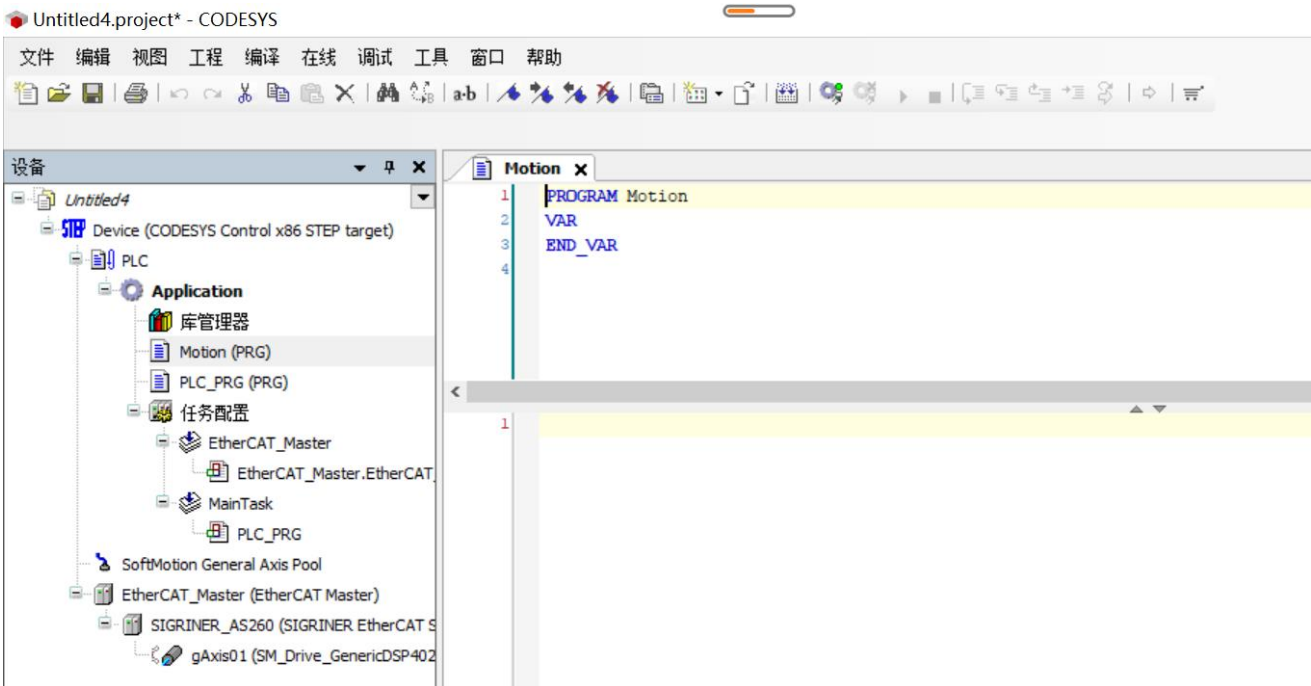 Untitled4.project* - CODESYS
文件 编辑 视图 工程 编译 在线 调试 工具 窗口 帮助
设备
Untitled4
STEP Device (CODESYS Control x86 STEP target)
PLC
Application
库管理器
Motion (PRG)
PLC_PRG (PRG)
任务配置
EtherCAT_Master
EtherCAT_Master.EtherCAT_
MainTask
PLC_PRG
SoftMotion General Axis Pool
EtherCAT_Master (EtherCAT Master)
SIGRINER_AS260 (SIGRINER EtherCAT S
gAxis01 (SM_Drive_GenericDSP402
Motion
1 PROGRAM Motion
2 VAR
3 END_VAR
4
1